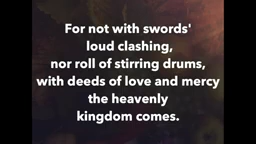 For not with swords'
loud clashing,
nor roll of stirring drums,
with deeds of love and mercy
the heavenly
kingdom comes.